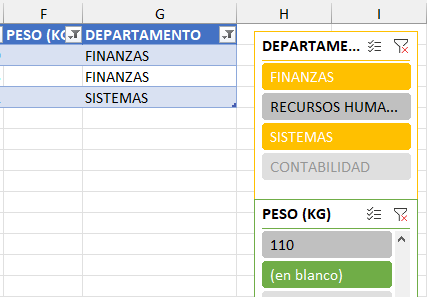 F G H I
PESO (KG DEPARTAMENTO
FINANZAS
FINANZAS
SISTEMAS
DEPARTAME...
FINANZAS
RECURSOS HUMA...
SISTEMAS
CONTABILIDAD
PESO (KG)
110
(en blanco)